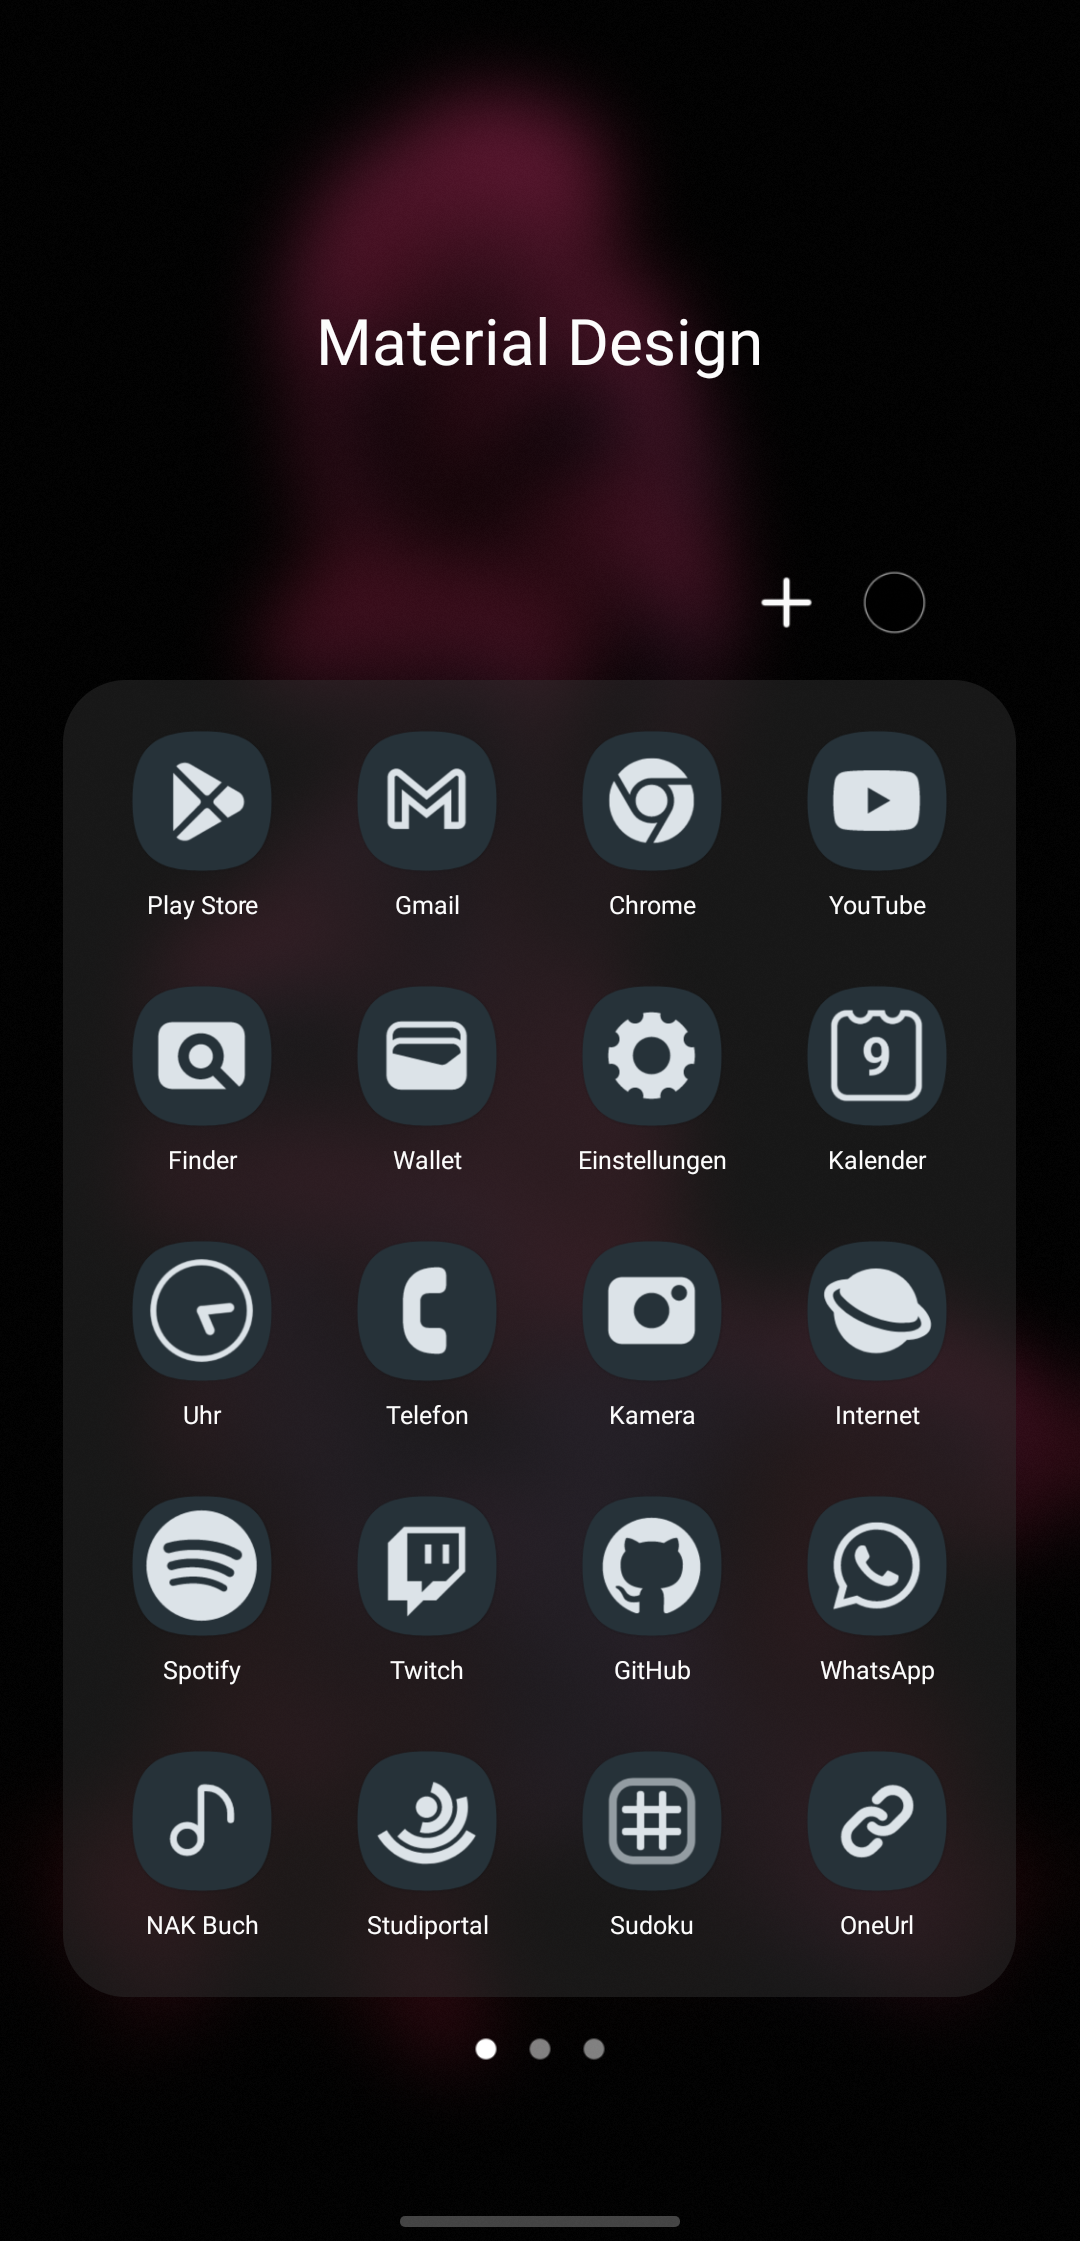 Material Design
Play Store
Gmail
Chrome
YouTube
Finder
Wallet
Einstellungen
9
Kalender
Uhr
Telefon
Kamera
Internet
Spotify
Twitch
GitHub
WhatsApp
NAK Buch
Studiportal
Sudoku
OneUrl